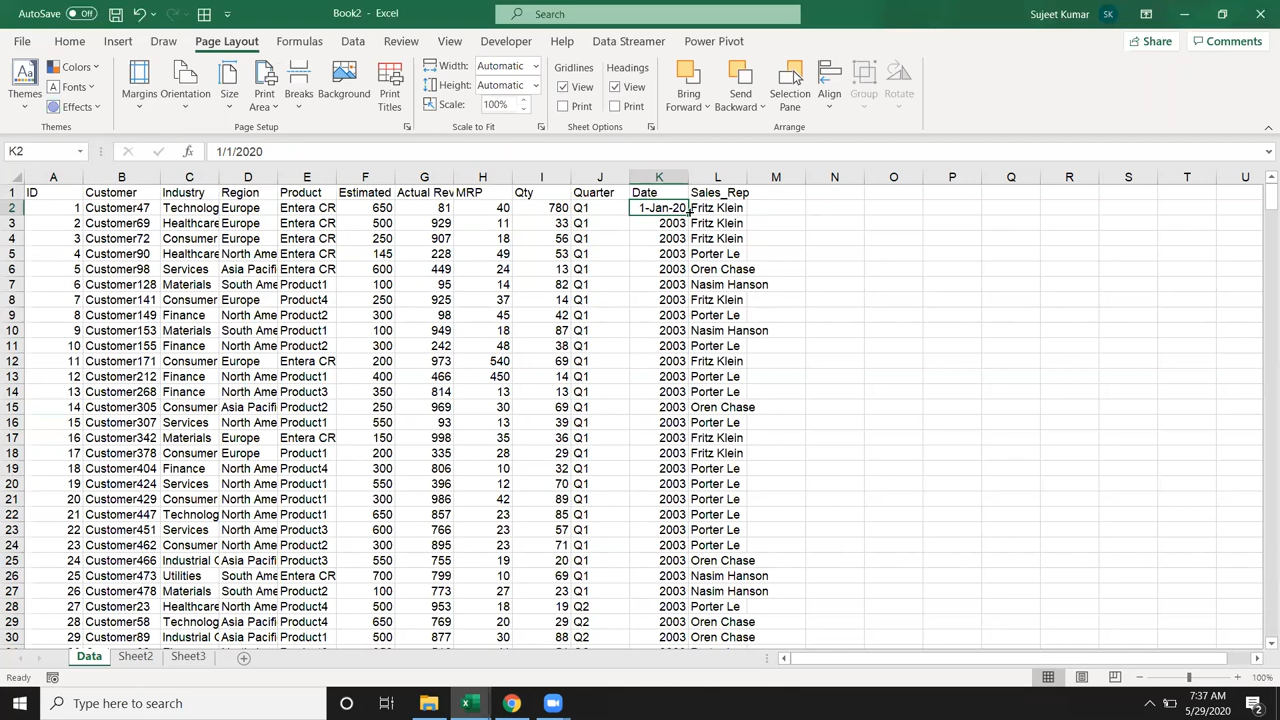 AutoSave Off Book2 - Excel Search Sujeet Kumar SK
File Home Insert Draw Page Layout Formulas Data Review View Developer Help Data Streamer Power Pivot Share Comments
Themes Colors Fonts Effects Margins Orientation Size Print Area Breaks Background Print Titles Width: Automatic Height: Automatic Scale: 100% Gridlines View Print Headings View Print Bring Forward Send Backward Selection Pane Align Group Rotate
Themes Page Setup Scale to Fit Sheet Options Arrange
K2 fx 1/1/2020
A B C D E F G H I J K L M N O P Q R S T U
1 ID Customer Industry Region Product Estimated Actual Rev MRP Qty Quarter Date Sales_Rep
2 1 Customer47 Technolog Europe Entera CR 650 81 40 780 Q1 1-Jan-20 Fritz Klein
3 2 Customer69 Healthcare Europe Entera CR 500 929 11 33 Q1 2003 Fritz Klein
4 3 Customer72 Consumer Europe Entera CR 250 907 18 56 Q1 2003 Fritz Klein
5 4 Customer90 Healthcare North Ame Entera CR 145 228 49 53 Q1 2003 Porter Le
6 5 Customer98 Services Asia Pacifi Entera CR 600 449 24 13 Q1 2003 Oren Chase
7 6 Customer128 Materials South Ame Product1 100 95 14 82 Q1 2003 Nasim Hanson
8 7 Customer141 Consumer Europe Product4 250 925 37 14 Q1 2003 Fritz Klein
9 8 Customer149 Finance North Ame Product2 300 98 45 42 Q1 2003 Porter Le
10 9 Customer153 Materials South Ame Product1 100 949 18 87 Q1 2003 Nasim Hanson
11 10 Customer155 Finance North Ame Product2 300 242 48 38 Q1 2003 Porter Le
12 11 Customer171 Consumer Europe Entera CR 200 973 540 69 Q1 2003 Fritz Klein
13 12 Customer212 Finance North Ame Product1 400 466 450 14 Q1 2003 Porter Le
14 13 Customer268 Finance North Ame Product3 350 814 13 13 Q1 2003 Porter Le
15 14 Customer305 Consumer Asia Pacifi Product2 250 969 30 69 Q1 2003 Oren Chase
16 15 Customer307 Services North Ame Product1 550 93 13 39 Q1 2003 Porter Le
17 16 Customer342 Materials Europe Entera CR 150 998 35 36 Q1 2003 Fritz Klein
18 17 Customer378 Consumer Europe Product1 200 335 28 29 Q1 2003 Fritz Klein
19 18 Customer404 Finance North Ame Product4 300 806 10 32 Q1 2003 Porter Le
20 19 Customer424 Services North Ame Product1 550 396 12 70 Q1 2003 Porter Le
21 20 Customer429 Consumer North Ame Product1 300 986 42 89 Q1 2003 Porter Le
22 21 Customer447 Technolog North Ame Product1 650 857 23 85 Q1 2003 Porter Le
23 22 Customer451 Services North Ame Product3 600 766 23 57 Q1 2003 Porter Le
24 23 Customer462 Consumer North Ame Product2 300 895 23 71 Q1 2003 Porter Le
25 24 Customer466 Industrial C Asia Pacifi Product3 550 755 19 20 Q1 2003 Oren Chase
26 25 Customer473 Utilities South Ame Entera CR 700 799 10 69 Q1 2003 Nasim Hanson
27 26 Customer478 Materials South Ame Product2 100 773 27 23 Q1 2003 Nasim Hanson
28 27 Customer23 Healthcare North Ame Product4 500 953 18 19 Q2 2003 Porter Le
29 28 Customer58 Technolog Asia Pacifi Product4 650 769 20 29 Q2 2003 Oren Chase
30 29 Customer89 Industrial C Asia Pacifi Product1 500 877 30 88 Q2 2003 Oren Chase
Data Sheet2 Sheet3
Ready 100%
Type here to search 7:37 AM
5/29/2020 2